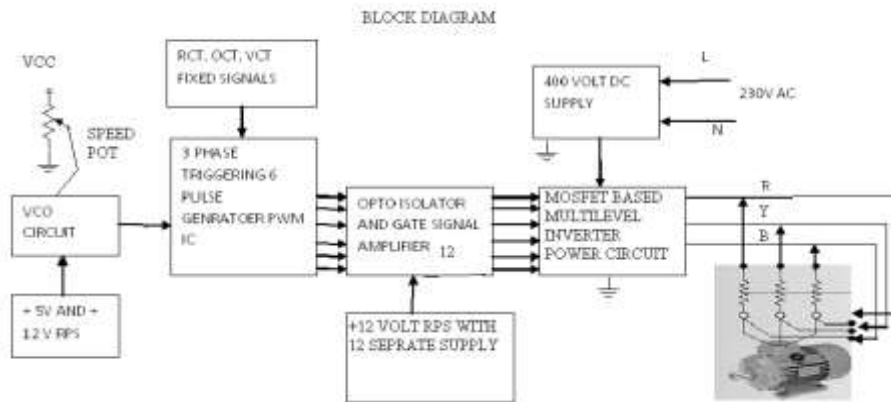 BLOCK DIAGRAM
VCC
SPEED
POT
VCO
CIRCUIT
+ 5V AND +
12 V RPS
RCT, OCT, VCT
FIXED SIGNALS
3 PHASE
TRIGGERING 6
PULSE
GENRATOER PWM
IC
OPTO ISOLATOR
AND GATE SIGNAL
AMPLIFIER 12
+12 VOLT RPS WITH
12 SEPRATE SUPPLY
400 VOLT DC
SUPPLY
L
230V AC
N
MOSFET BASED
MULTILEVEL
INVERTER
POWER CIRCUIT
R
Y
B